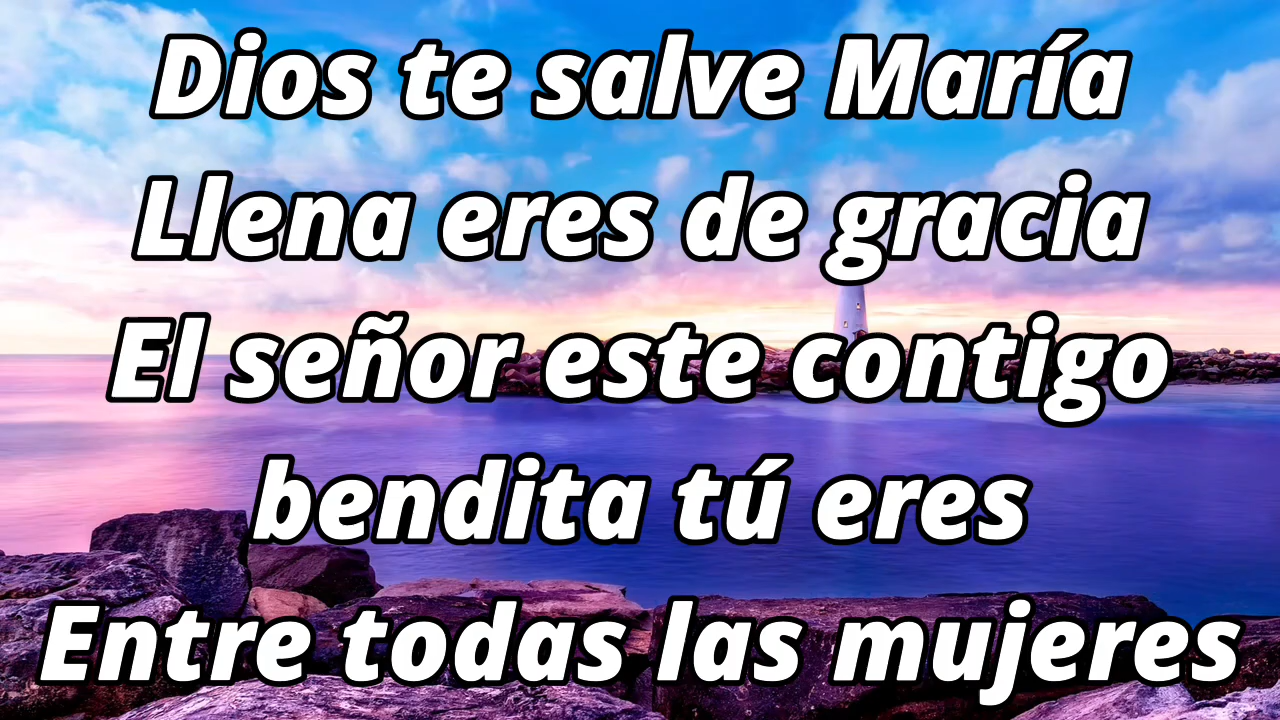 Dios te salve María
Llena eres de gracia
El señor este contigo
bendita tú eres
Entre todas las mujeres